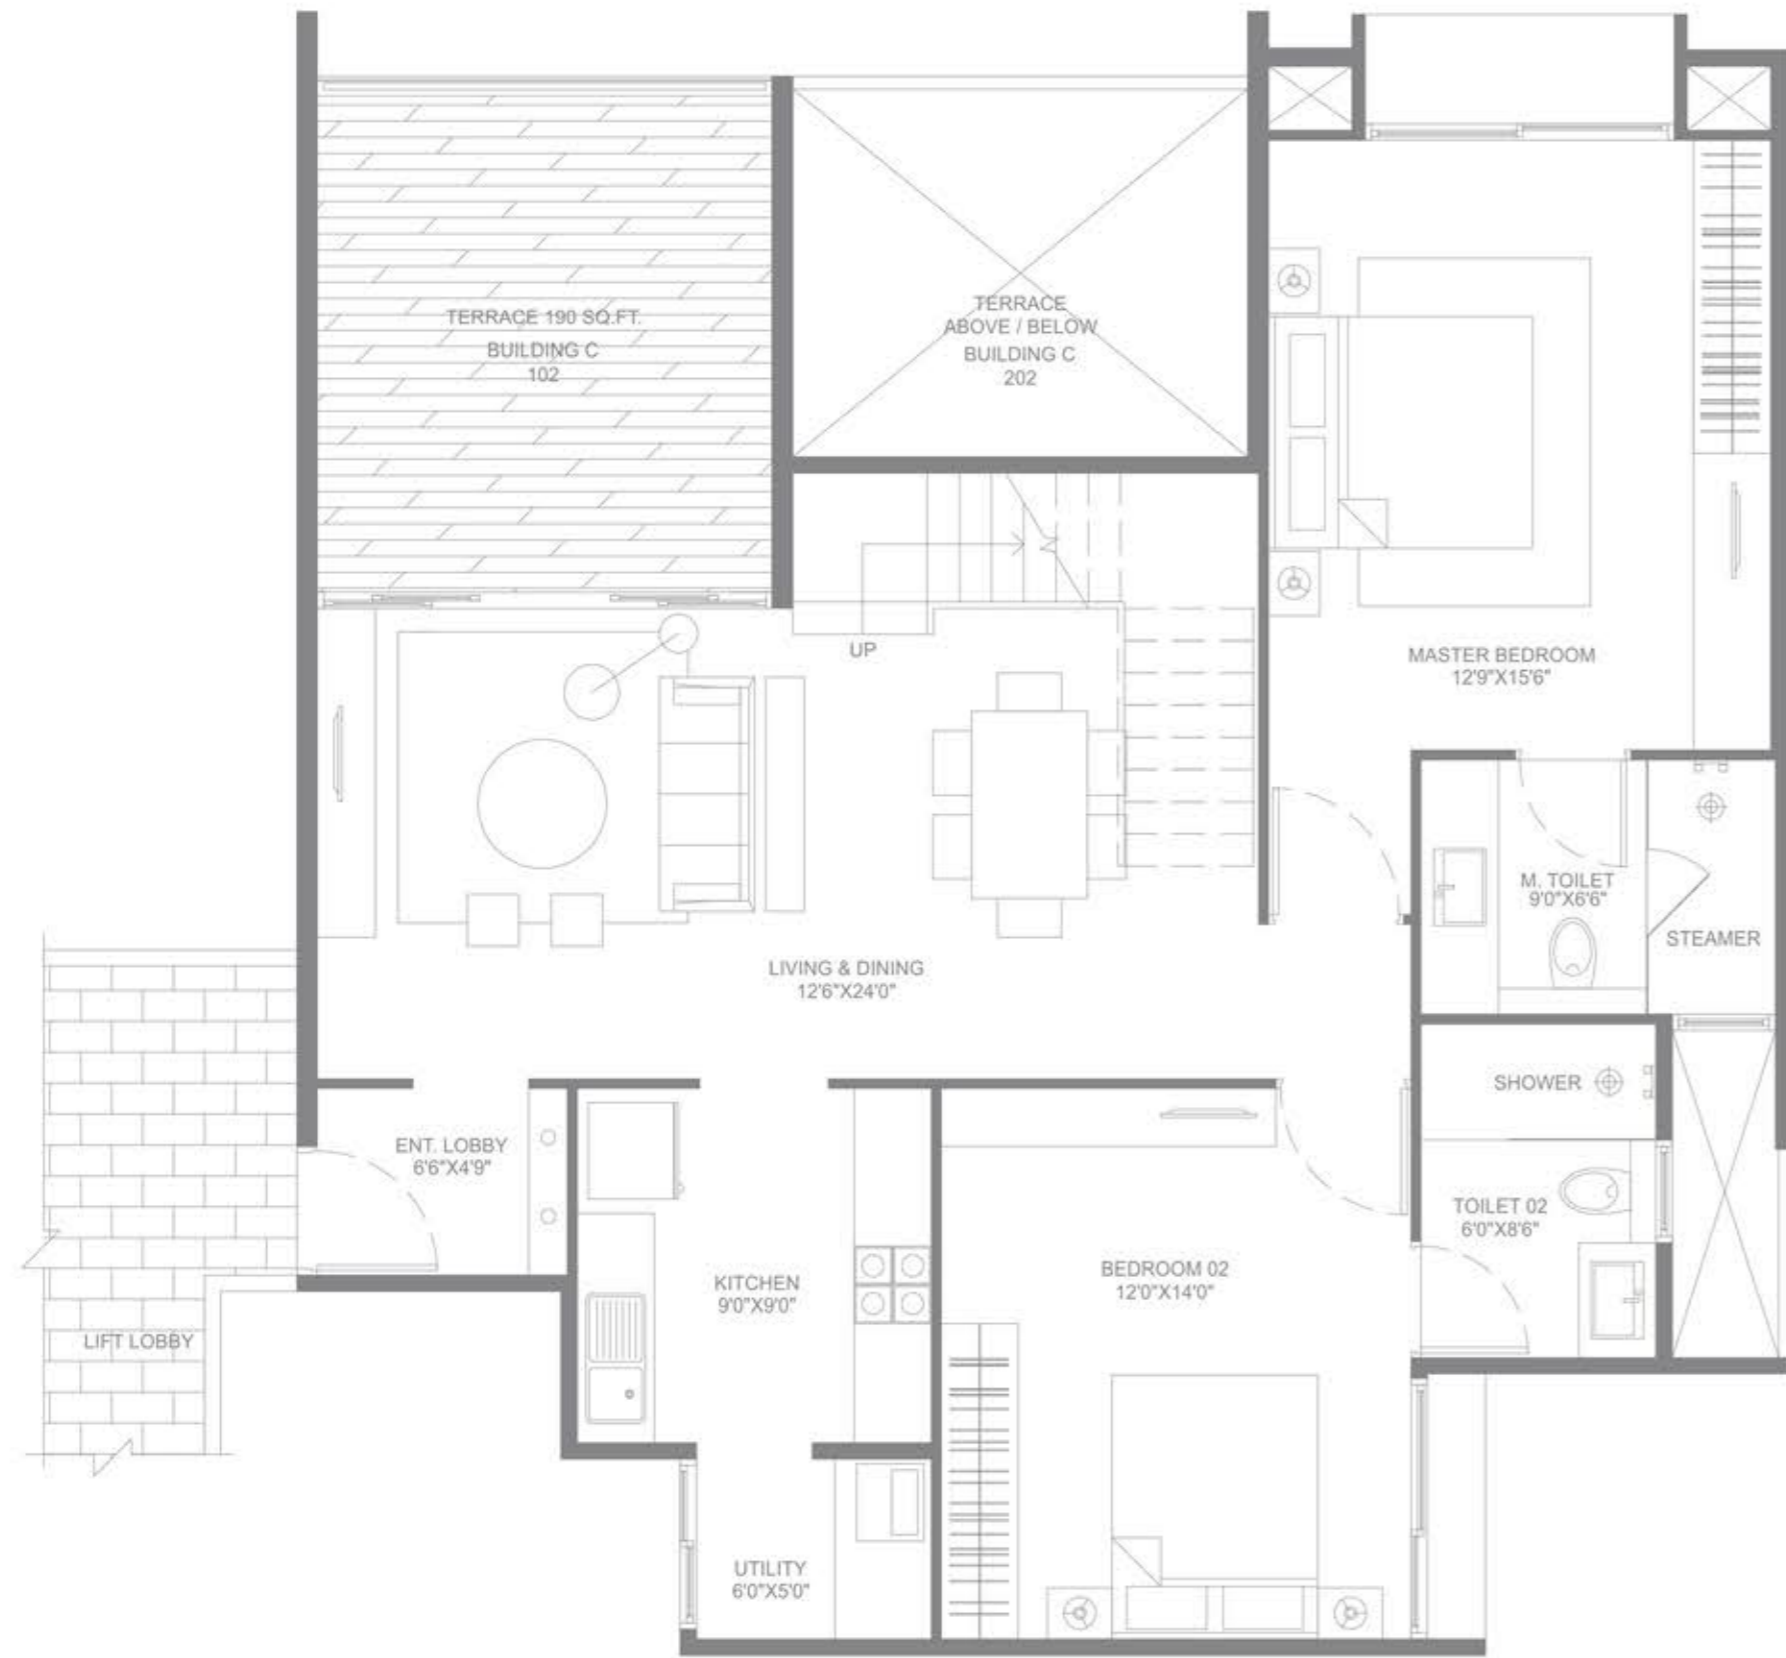 TERRACE 190 SQ.FT.
BUILDING C
102
TERRACE
ABOVE / BELOW
BUILDING C
202
UP
MASTER BEDROOM
12'9"X15'6"
M. TOILET
9'0"X6'6"
STEAMER
LIVING & DINING
12'6"X24'0"
SHOWER
ENT. LOBBY
6'6"X4'9"
TOILET 02
6'0"X8'6"
KITCHEN
9'0"X9'0"
BEDROOM 02
12'0"X14'0"
LIFT LOBBY
UTILITY
6'0"X5'0"